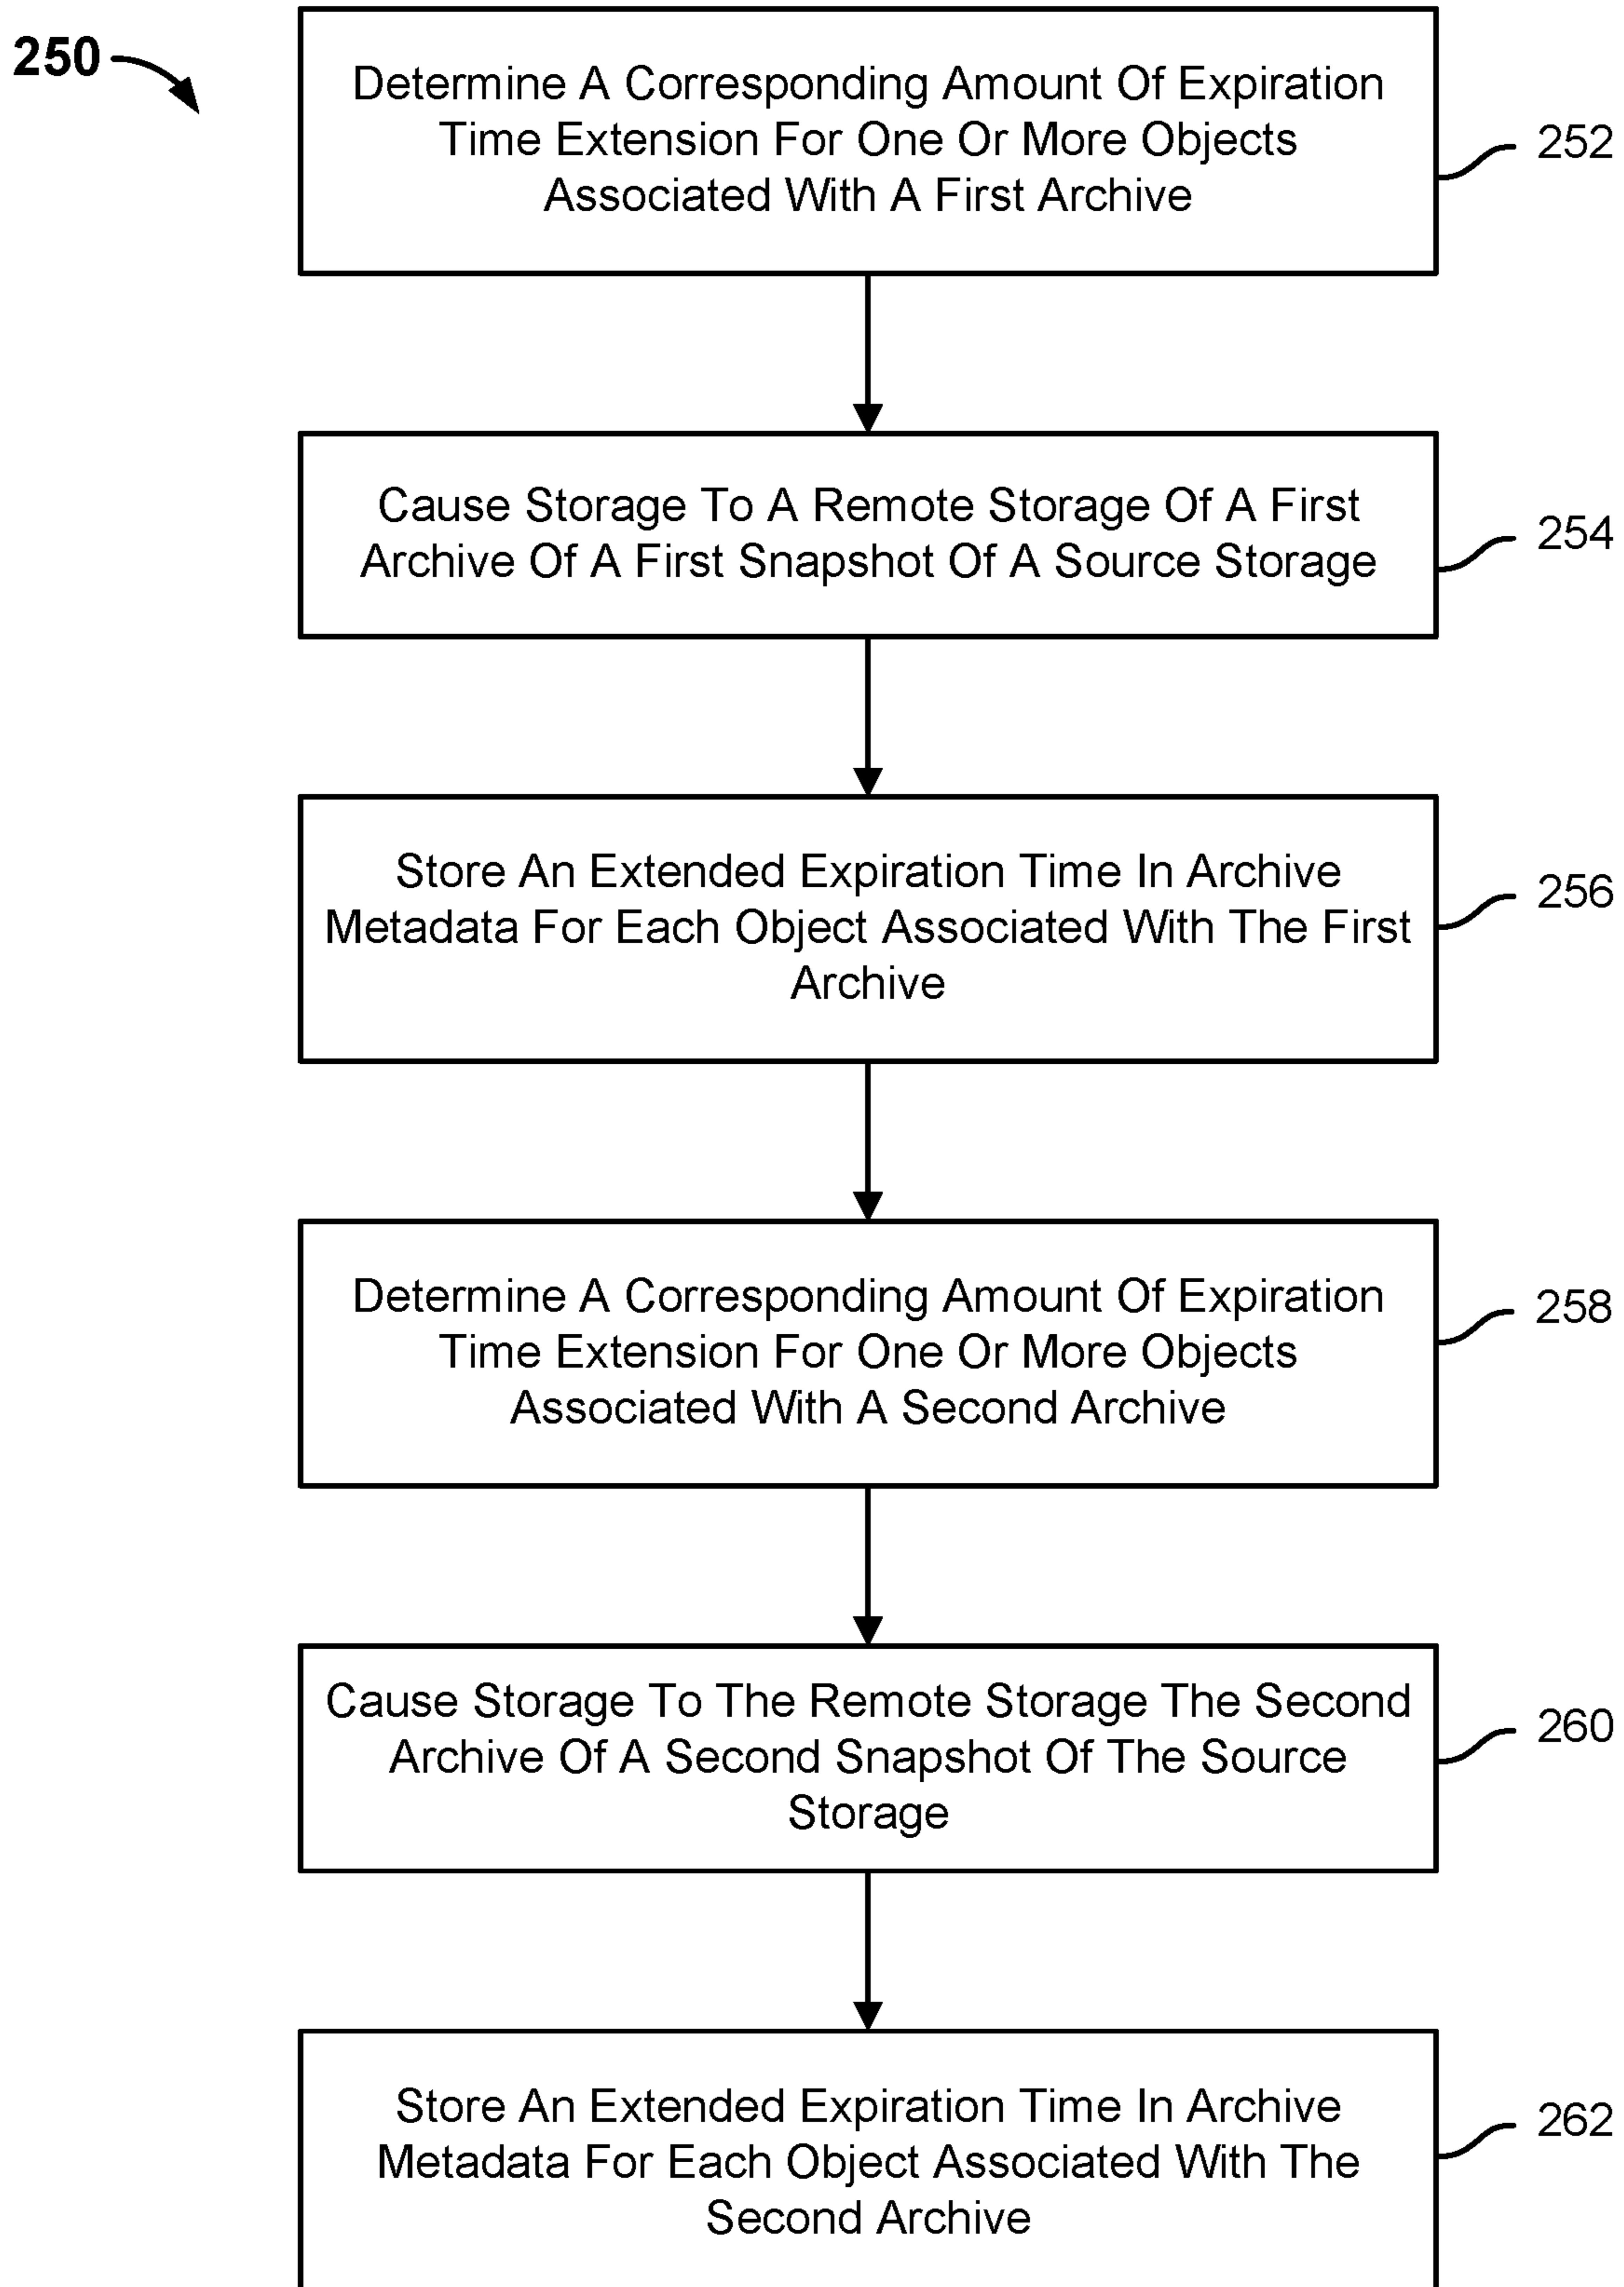 250
Determine A Corresponding Amount Of Expiration
Time Extension For One Or More Objects
Associated With A First Archive
252
Cause Storage To A Remote Storage Of A First
Archive Of A First Snapshot Of A Source Storage
254
Store An Extended Expiration Time In Archive
Metadata For Each Object Associated With The First
Archive
256
Determine A Corresponding Amount Of Expiration
Time Extension For One Or More Objects
Associated With A Second Archive
258
Cause Storage To The Remote Storage The Second
Archive Of A Second Snapshot Of The Source
Storage
260
Store An Extended Expiration Time In Archive
Metadata For Each Object Associated With The
Second Archive
262